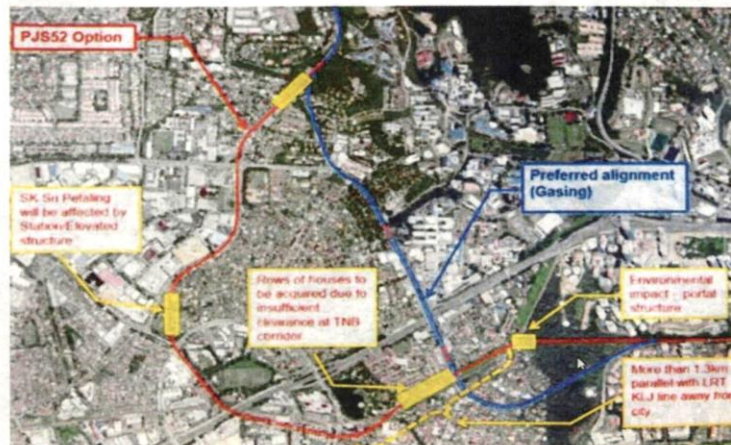 PJS52 Option
Preferred alignment
(Gasing)
SK Sri Petaling
will be affected by
Station/Elevated
structure
Rows of houses to
be acquired due to
insufficient
clearance at TNB
corridor
Environmental
impact - portal
structure
More than 1.3km
parallel with LRT
KLJ line away from
city